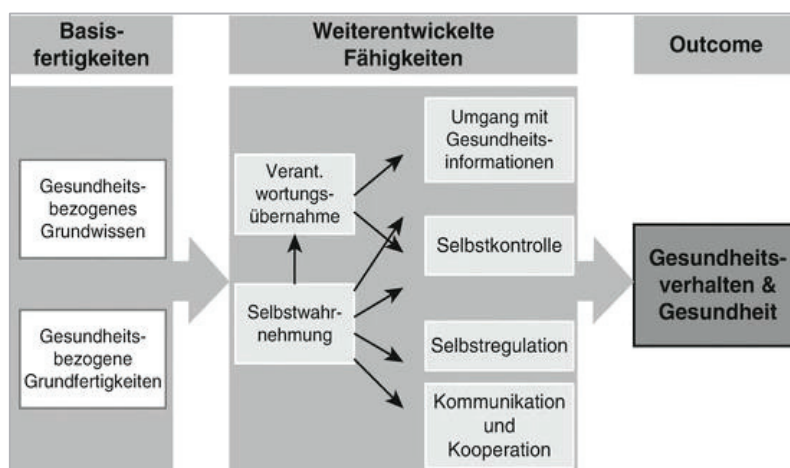 Basis-
fertigkeiten
Weiterentwickelte
Fähigkeiten
Outcome
Gesundheits-
bezogenes
Grundwissen
Gesundheits-
bezogene
Grundfertigkeiten
Verant.
wortungs-
übernahme
Selbstwahr-
nehmung
Umgang mit
Gesundheits-
informationen
Selbstkontrolle
Selbstregulation
Kommunikation
und
Kooperation
Gesundheits-
verhalten &
Gesundheit